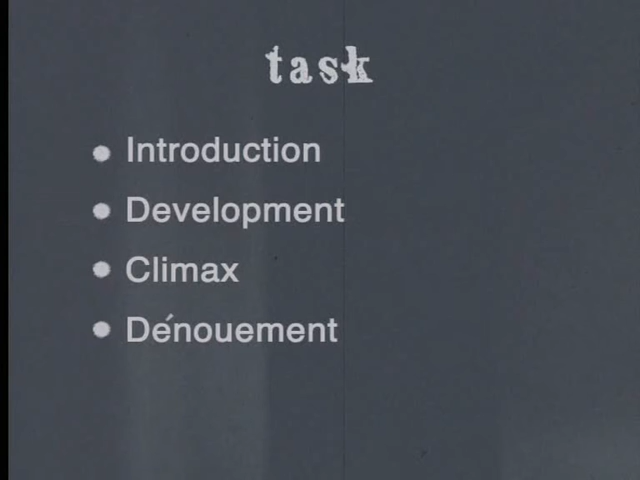 task
Introduction
Development
Climax
Dénouement